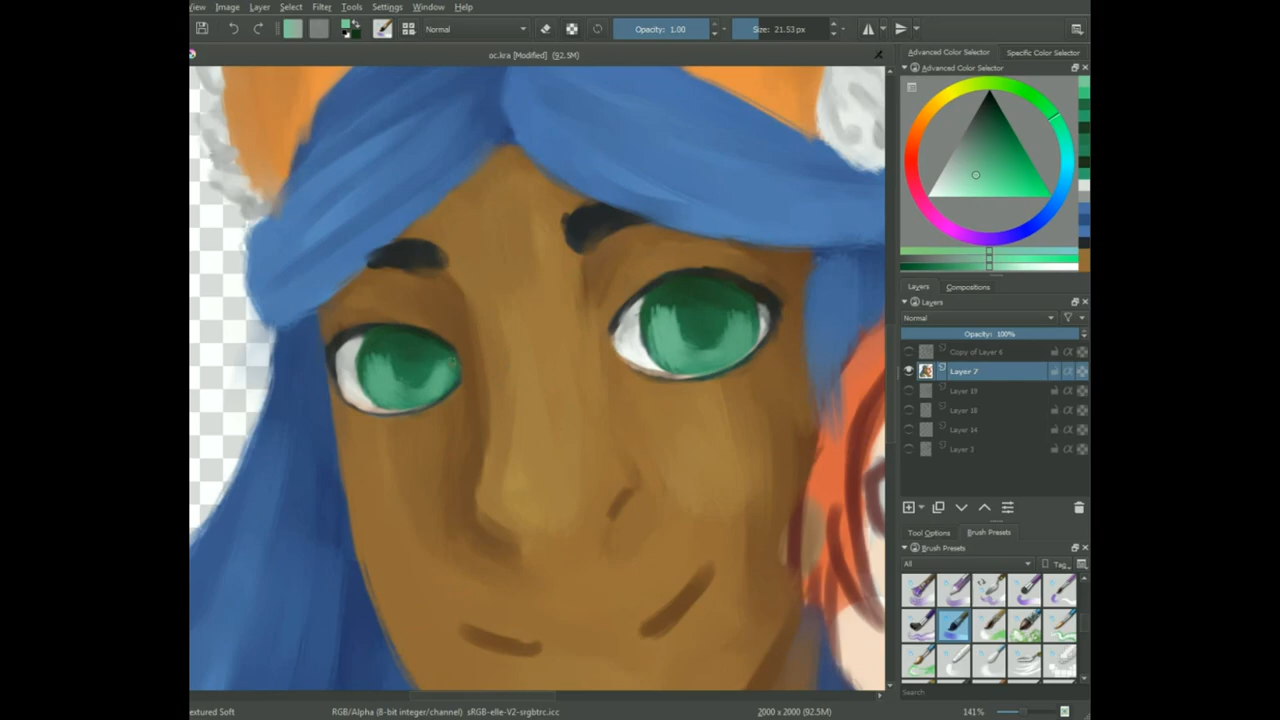 View Image Layer Select Filter Tools Settings Window Help
Normal Opacity: 1.00 Size: 21.53 px
oc.kra [Modified] (92.5M)
Advanced Color Selector Specific Color Selector
Advanced Color Selector
Layers Compositions
Layers
Normal
Opacity: 100%
Copy of Layer 6
Layer 7
Layer 19
Layer 18
Layer 14
Layer 3
Tool Options Brush Presets
Brush Presets
All Tag
Search
extured Soft RGB/Alpha (8-bit integer/channel) sRGB-elle-V2-srgbtrc.icc 2000 x 2000 (92.5M) 141%